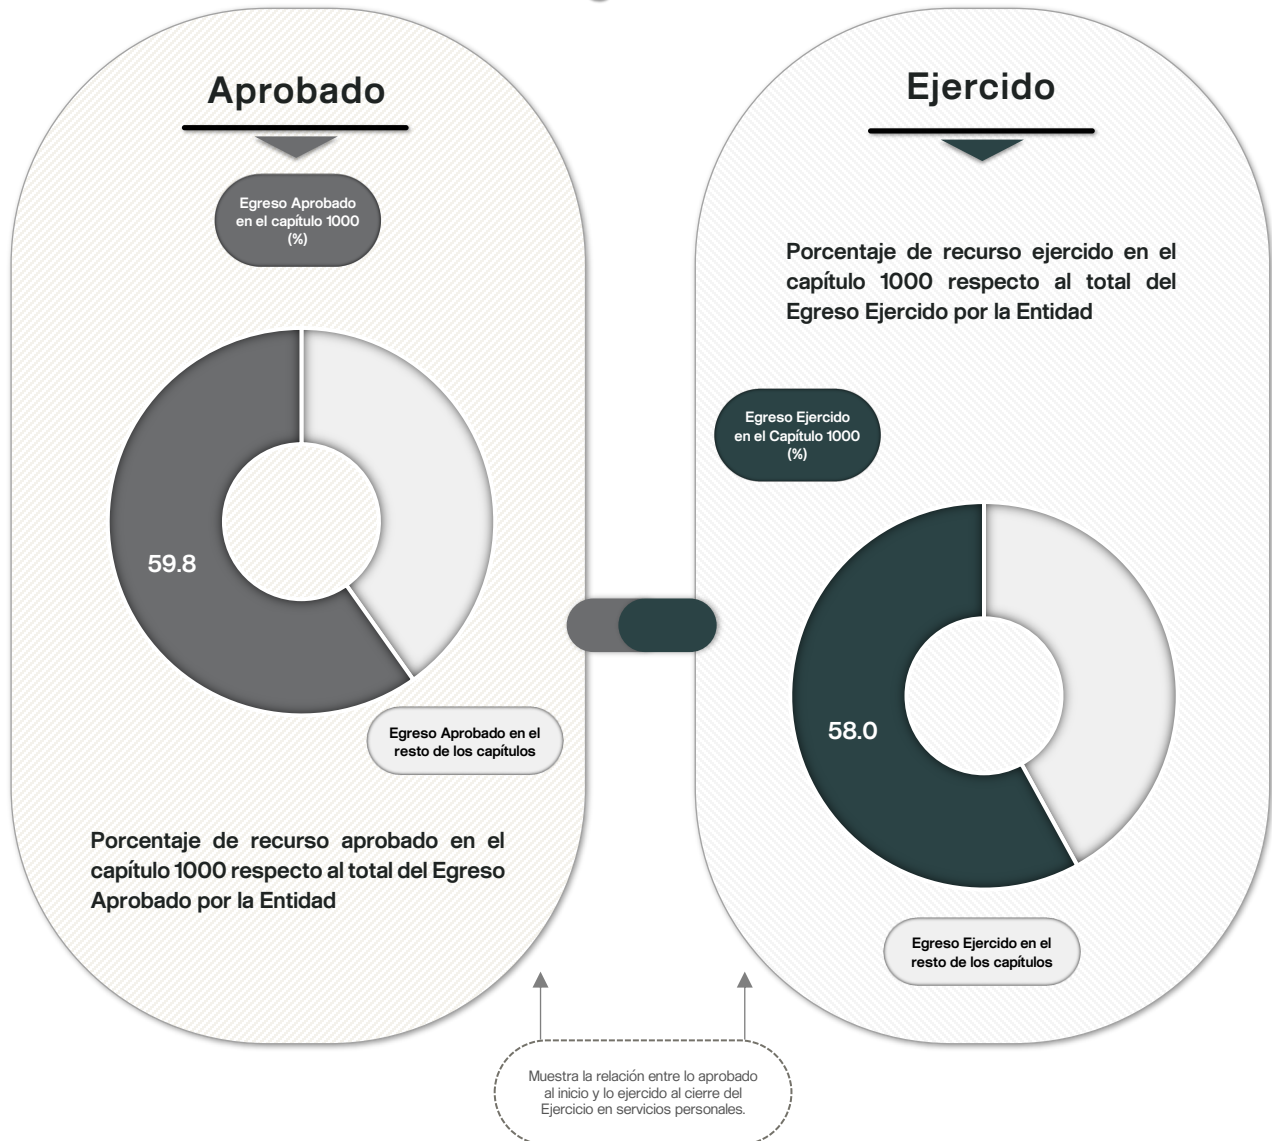 Aprobado
Egreso Aprobado
en el capítulo 1000
(%)
59.8
Egreso Aprobado en el
resto de los capítulos
Porcentaje de recurso aprobado en el
capítulo 1000 respecto al total del Egreso
Aprobado por la Entidad
Ejercido
Porcentaje de recurso ejercido en el
capítulo 1000 respecto al total del
Egreso Ejercido por la Entidad
Egreso Ejercido
en el Capítulo 1000
(%)
58.0
Egreso Ejercido en el
resto de los capítulos
Muestra la relación entre lo aprobado
al inicio y lo ejercido al cierre del
Ejercicio en servicios personales.